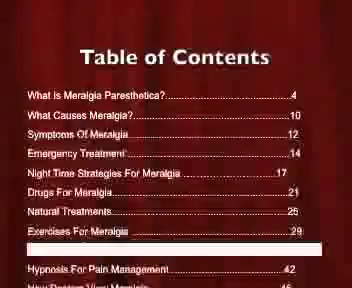 Table of Contents
What Is Meralgia Paresthetica?..............................................4
What Causes Meralgia?.........................................................10
Symptoms Of Meralgia..........................................................12
Emergency Treatment............................................................14
Night Time Strategies For Meralgia ..................................17
Drugs For Meralgia................................................................21
Natural Treatments................................................................26
Exercises For Meralgia ..........................................................29
Hypnosis For Pain Management.........................................42